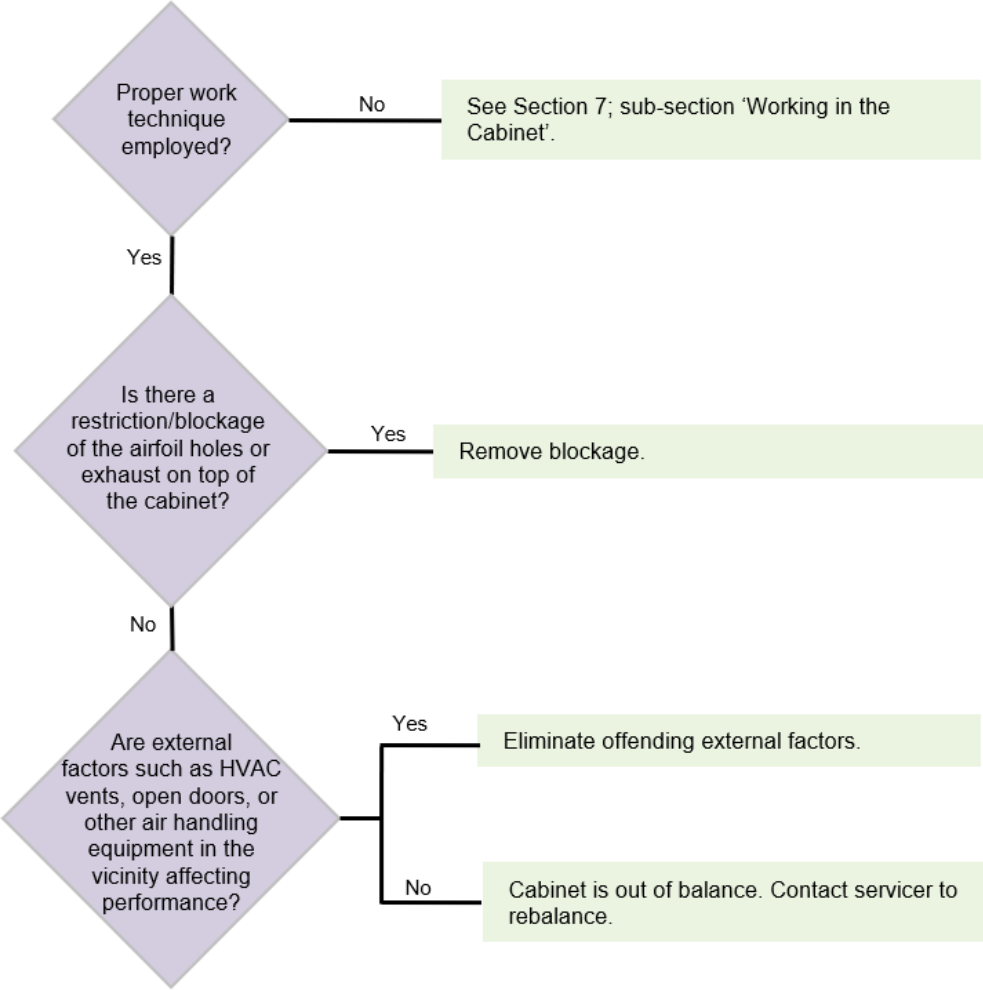 Proper work
technique
employed?
No
See Section 7; sub-section ‘Working in the
Cabinet’.
Yes
Is there a
restriction/blockage
of the airfoil holes or
exhaust on top of
the cabinet?
Yes
Remove blockage.
No
Are external
factors such as HVAC
vents, open doors, or
other air handling
equipment in the
vicinity affecting
performance?
Yes
Eliminate offending external factors.
No
Cabinet is out of balance. Contact servicer to
rebalance.